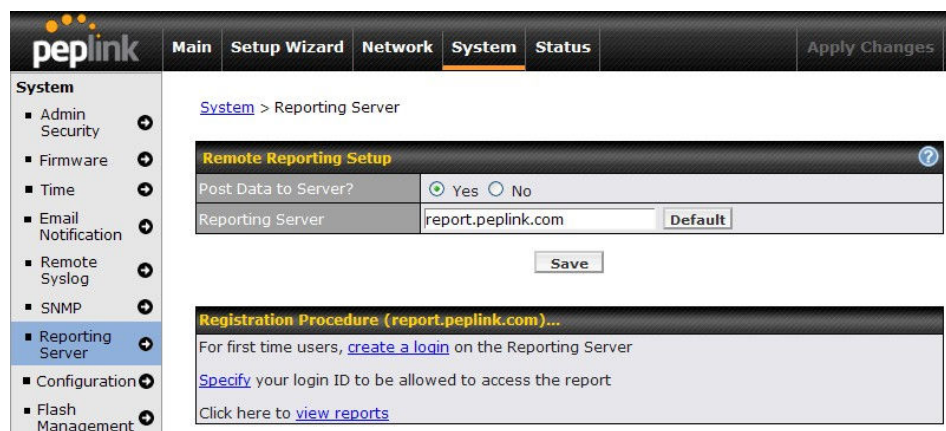 peplink
Main Setup Wizard Network System Status Apply Changes
System
Admin
Security
Firmware
Time
Email
Notification
Remote
Syslog
SNMP
Reporting
Server
Configuration
Flash
Management
System > Reporting Server
Remote Reporting Setup
?
Post Data to Server? Yes No
Reporting Server report.peplink.com Default
Save
Registration Procedure (report.peplink.com)...
For first time users, create a login on the Reporting Server
Specify your login ID to be allowed to access the report
Click here to view reports